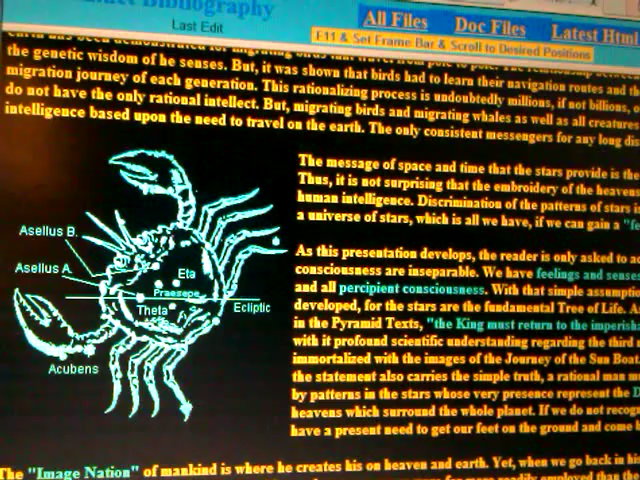 Bibliography
Last Edit
All Files Doc Files Latest Html
F11 & Set Frame Bar & Scroll to Desired Positions
the genetic wisdom of he senses. But, it was shown that birds had to learn their navigation routes and
migration journey of each generation. This rationalizing process is undoubtedly millions, if not billions,
do not have the only rational intellect. But, migrating birds and migrating whales as well as all creatures
intelligence based upon the need to travel on the earth. The only consistent messengers for any long
The message of space and time that the stars provide is the
Thus, it is not surprising that the embroidery of the
human intelligence. Discrimination of the patterns of stars
a universe of stars, which is all we have, if we can gain a
As this presentation develops, the reader is only asked to
consciousness are inseparable. We have feelings and
and all percipient consciousness. With that simple
developed, for the stars are the fundamental Tree of Life.
in the Pyramid Texts, "the King must return to the
with it profound scientific understanding regarding the third
immortalized with the images of the Journey of the Sun
the statement also carries the simple truth, a rational man
by patterns in the stars whose very presence represent the
heavens which surround the whole planet. If we do not
have a present need to get our feet on the ground and come
Asellus B.
Asellus A.
Eta
Praesepe
Theta
Ecliptic
Acubens
The "Image Nation" of mankind is where he creates his on heaven and earth. Yet, when we go back in his